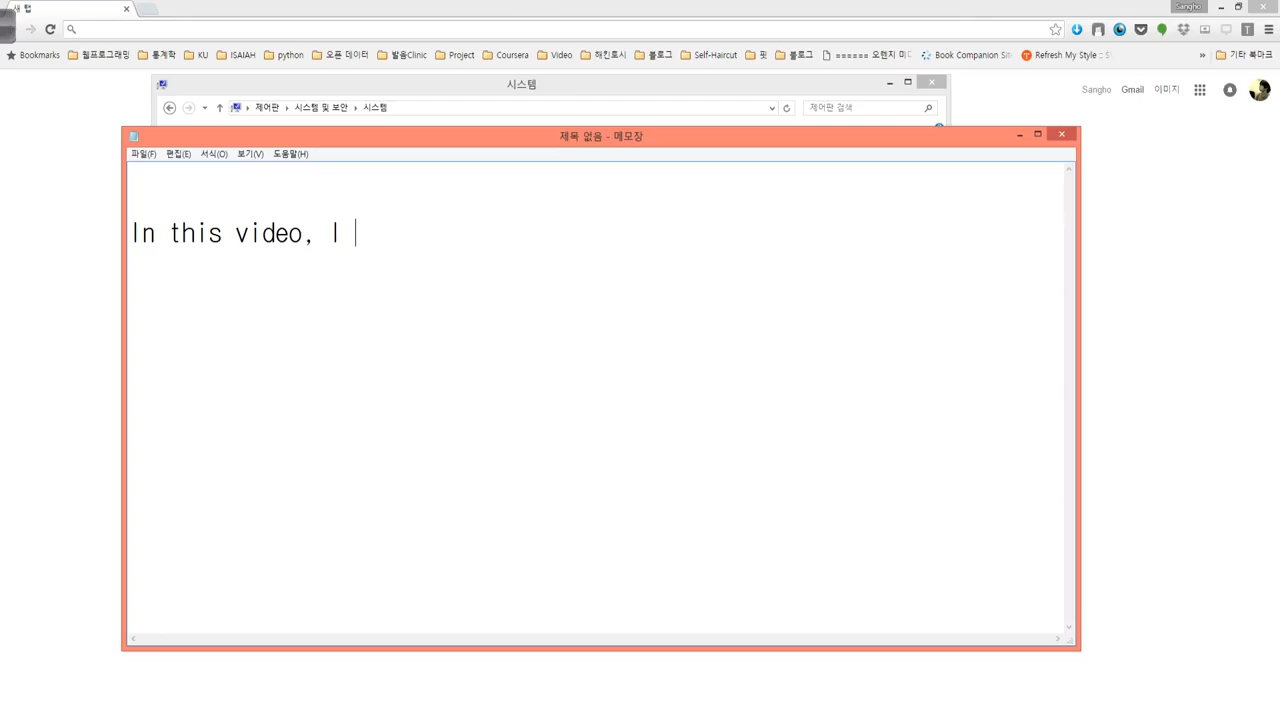 새 탭
Sangho
Bookmarks 웹프로그래밍 통계학 KU ISAIAH python 오픈 데이터 발음Clinic Project Coursera Video 해킨토시 블로그 Self-Haircut 핏 블로그 ====== 오렌지 미디 Book Companion Sit Refresh My Style :: S » 기타 북마크
시스템
Sangho Gmail 이미지
제어판 시스템 및 보안 시스템
제어판 검색
제목 없음 - 메모장
파일(F) 편집(E) 서식(O) 보기(V) 도움말(H)
In this video, I